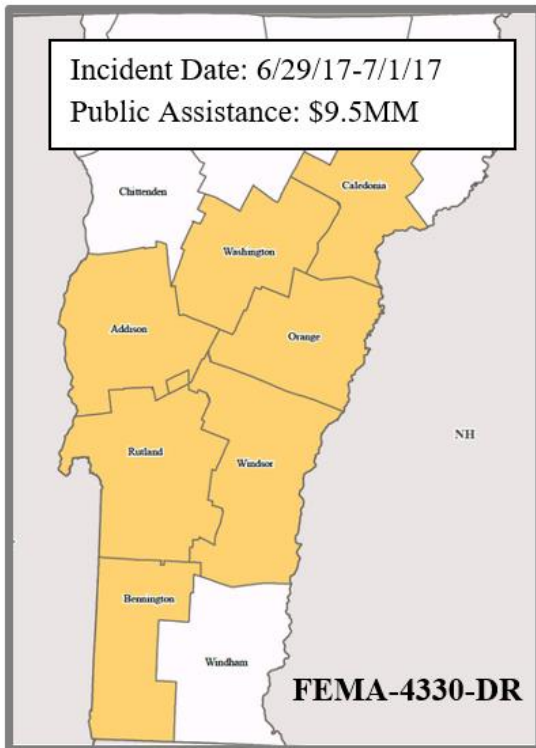 Incident Date: 6/29/17-7/1/17
Public Assistance: $9.5MM
Chittenden
Caledonia
Washington
Addison
Orange
NH
Rutland
Windsor
Bennington
Windham
FEMA-4330-DR